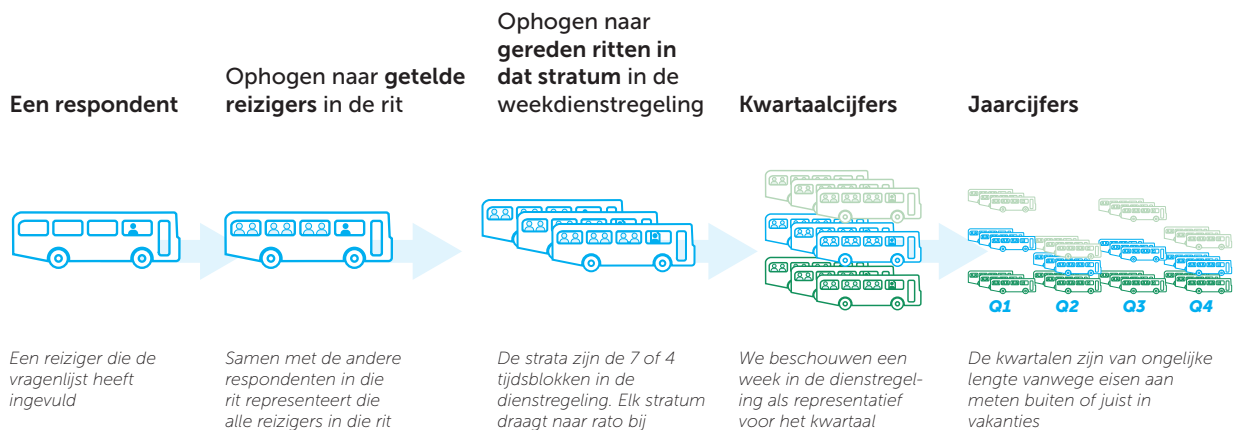 Een respondent
Ophogen naar getelde
reizigers in de rit
Ophogen naar
gereden ritten in
dat stratum in de
weekdienstregeling
Kwartaalcijfers
Jaarcijfers
Q1
Q2
Q3
Q4
Een reiziger die de
vragenlijst heeft
ingevuld
Samen met de andere
respondenten in die
rit representeert die
alle reizigers in die rit
De strata zijn de 7 of 4
tijdsblokken in de
dienstregeling. Elk stratum
draagt naar rato bij
We beschouwen een
week in de dienstregel-
ing als representatief
voor het kwartaal
De kwartalen zijn van ongelijke
lengte vanwege eisen aan
meten buiten of juist in
vakanties